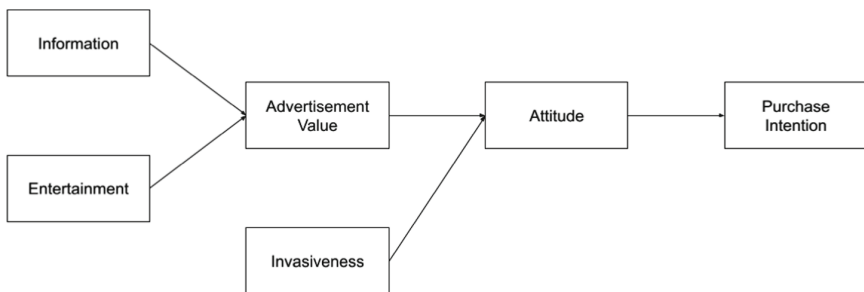 Information
Advertisement
Value
Attitude
Purchase
Intention
Entertainment
Invasiveness